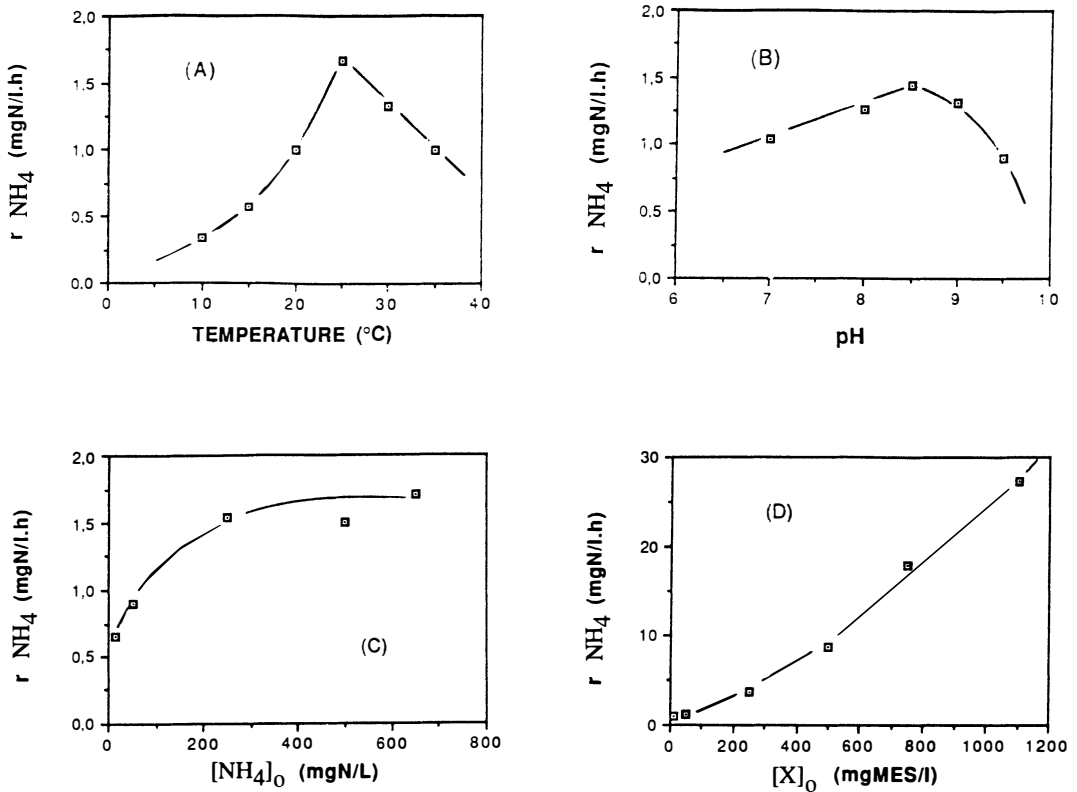 2,0
(A)
1,5
1,0
0,5
0,0
r NH4 (mgN/l.h)
0 10 20 30 40
TEMPERATURE (°C)
2,0
(B)
1,5
1,0
0,5
0,0
r NH4 (mgN/l.h)
6 7 8 9 10
pH
2,0
1,5
1,0
0,5
0,0
(C)
r NH4 (mgN/l.h)
0 200 400 600 800
[NH4]o (mgN/L)
30
(D)
20
10
0
r NH4 (mgN/l.h)
0 200 400 600 800 1000 1200
[X]o (mgMES/l)